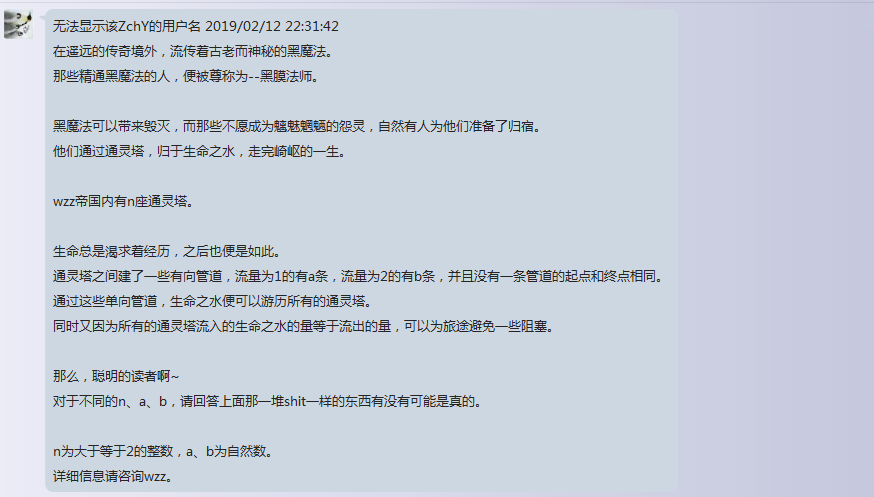 无法显示该ZchY的用户名 2019/02/12 22:31:42
在遥远的传奇境外，流传着古老而神秘的黑魔法。
那些精通黑魔法的人，便被尊称为--黑膜法师。
黑魔法可以带来毁灭，而那些不愿成为魑魅魍魉的怨灵，自然有人为他们准备了归宿。
他们通过通灵塔，归于生命之水，走完崎岖的一生。
wzz帝国内有n座通灵塔。
生命总是渴求着经历，之后也便是如此。
通灵塔之间建了一些有向管道，流量为1的有a条，流量为2的有b条，并且没有一条管道的起点和终点相同。
通过这些单向管道，生命之水便可以游历所有的通灵塔。
同时又因为所有的通灵塔流入的生命之水的量等于流出的量，可以为旅途避免一些阻塞。
那么，聪明的读者啊~
对于不同的n、a、b，请回答上面那一堆shit一样的东西有没有可能是真的。
n为大于等于2的整数，a、b为自然数。
详细信息请咨询wzz。